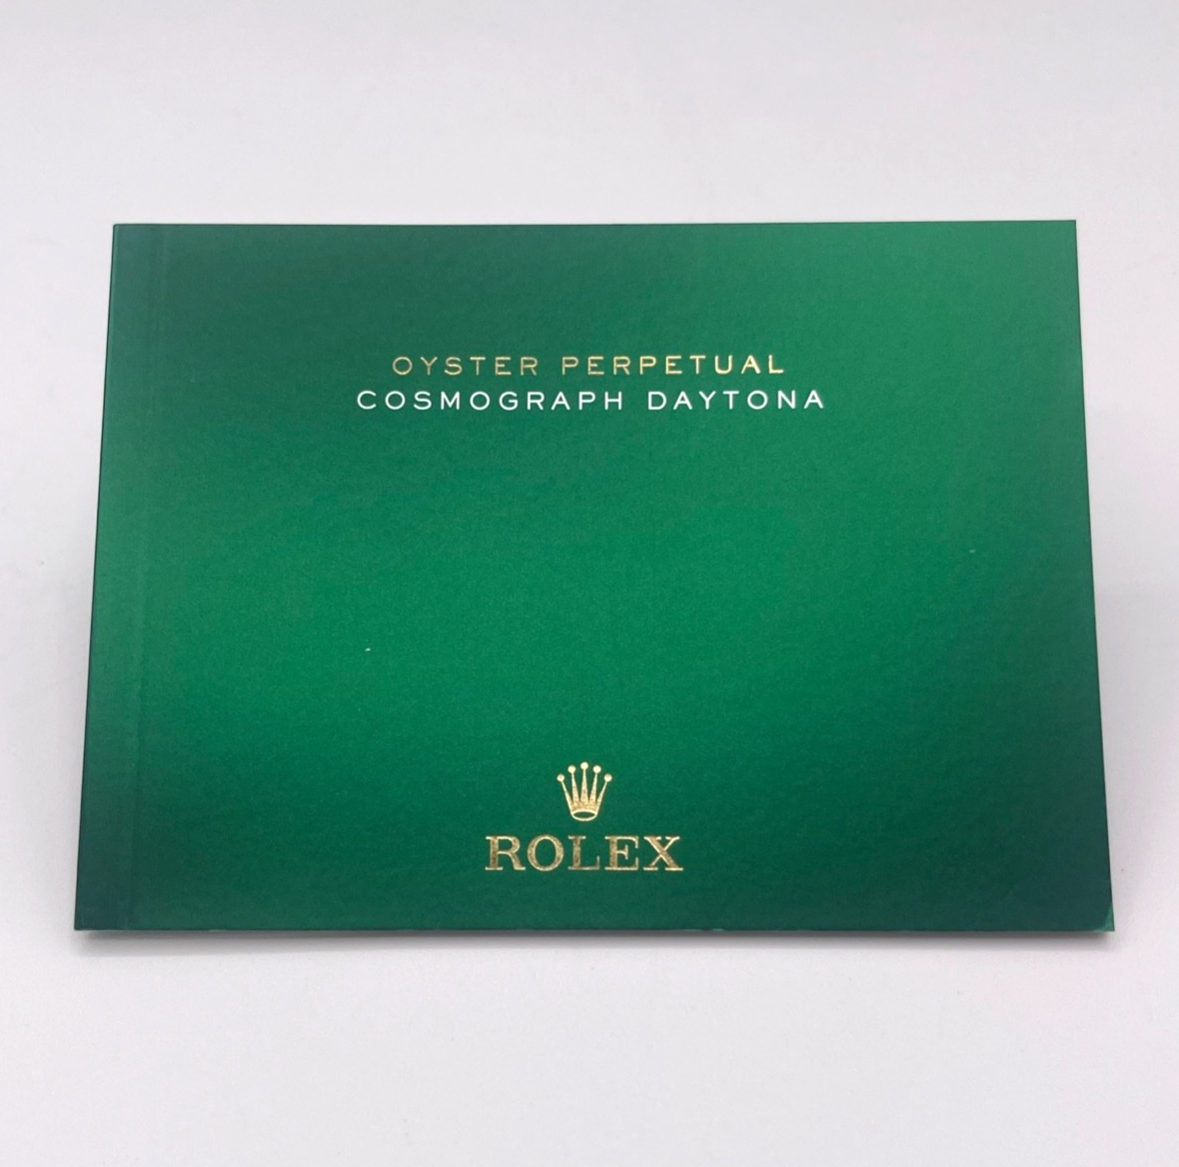 OYSTER PERPETUAL
COSMOGRAPH DAYTONA
ROLEX